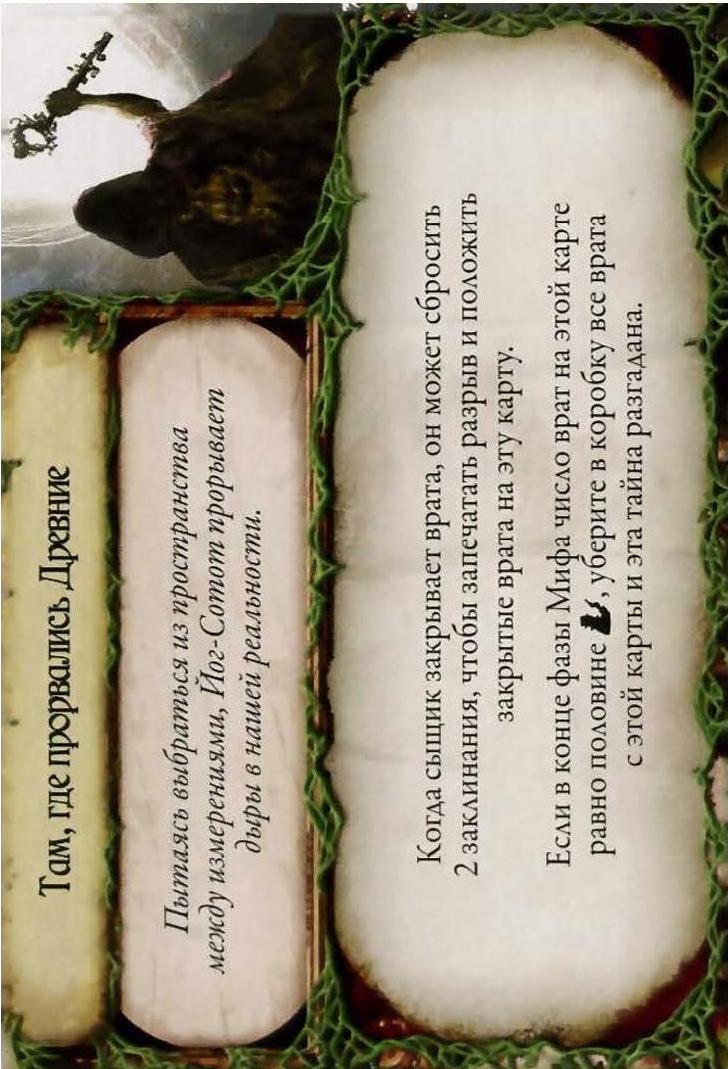 Там, где прорвались Древние
Пытаясь выбраться из пространства
между измерениями, Йог-Сотот прорывает
дыры в нашей реальности.
Когда сыщик закрывает врата, он может сбросить
2 заклинания, чтобы запечатать разрыв и положить
закрытые врата на эту карту.
Если в конце фазы Мифа число врат на этой карте
равно половине , уберите в коробку все врата
с этой карты и эта тайна разгадана.